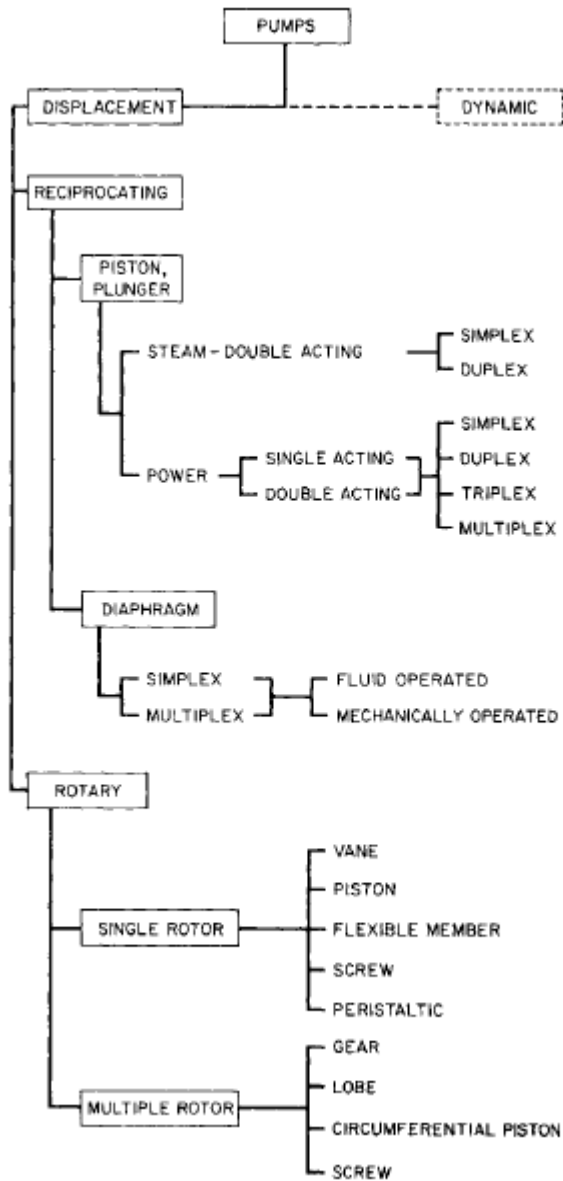 PUMPS
DISPLACEMENT
DYNAMIC
RECIPROCATING
PISTON,
PLUNGER
STEAM-DOUBLE ACTING
SIMPLEX
DUPLEX
POWER
SINGLE ACTING
DOUBLE ACTING
SIMPLEX
DUPLEX
TRIPLEX
MULTIPLEX
DIAPHRAGM
SIMPLEX
MULTIPLEX
FLUID OPERATED
MECHANICALLY OPERATED
ROTARY
SINGLE ROTOR
VANE
PISTON
FLEXIBLE MEMBER
SCREW
PERISTALTIC
MULTIPLE ROTOR
GEAR
LOBE
CIRCUMFERENTIAL PISTON
SCREW